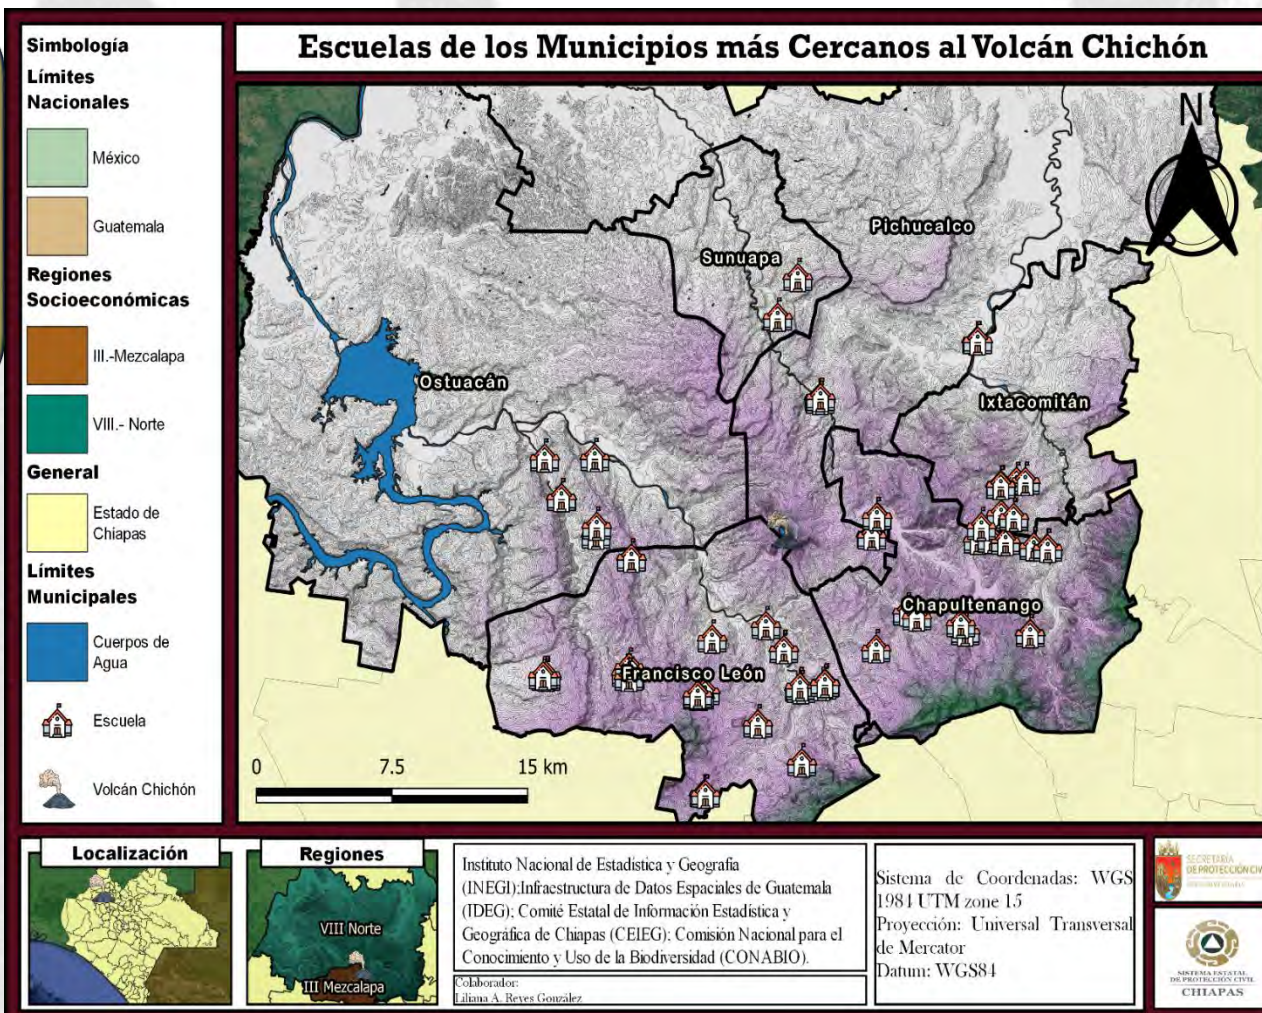 Escuelas de los Municipios más Cercanos al Volcán Chichón
Simbología
Límites
Nacionales
México
Guatemala
Regiones
Socioeconómicas
III.-Mezcalapa
VIII.- Norte
General
Estado de
Chiapas
Límites
Municipales
Cuerpos de
Agua
Escuela
Volcán Chichón
N
Pichucalco
Sunuapa
Ostuacán
Ixtacomitán
Chapultenango
Francisco León
0 7.5 15 km
Localización
Regiones
VIII Norte
III Mezcalapa
Instituto Nacional de Estadística y Geografía
(INEGI);Infraestructura de Datos Espaciales de Guatemala
(IDEG); Comité Estatal de Información Estadística y
Geográfica de Chiapas (CEIEG); Comisión Nacional para el
Conocimiento y Uso de la Biodiversidad (CONABIO).
Colaborador:
Liliana A. Reyes González
Sistema de Coordenadas: WGS
1984 UTM zone 15
Proyección: Universal Transversal
de Mercator
Datum: WGS84
SECRETARÍA
DE PROTECCIÓN CIVIL
SISTEMA ESTATAL
DE PROTECCIÓN CIVIL
CHIAPAS